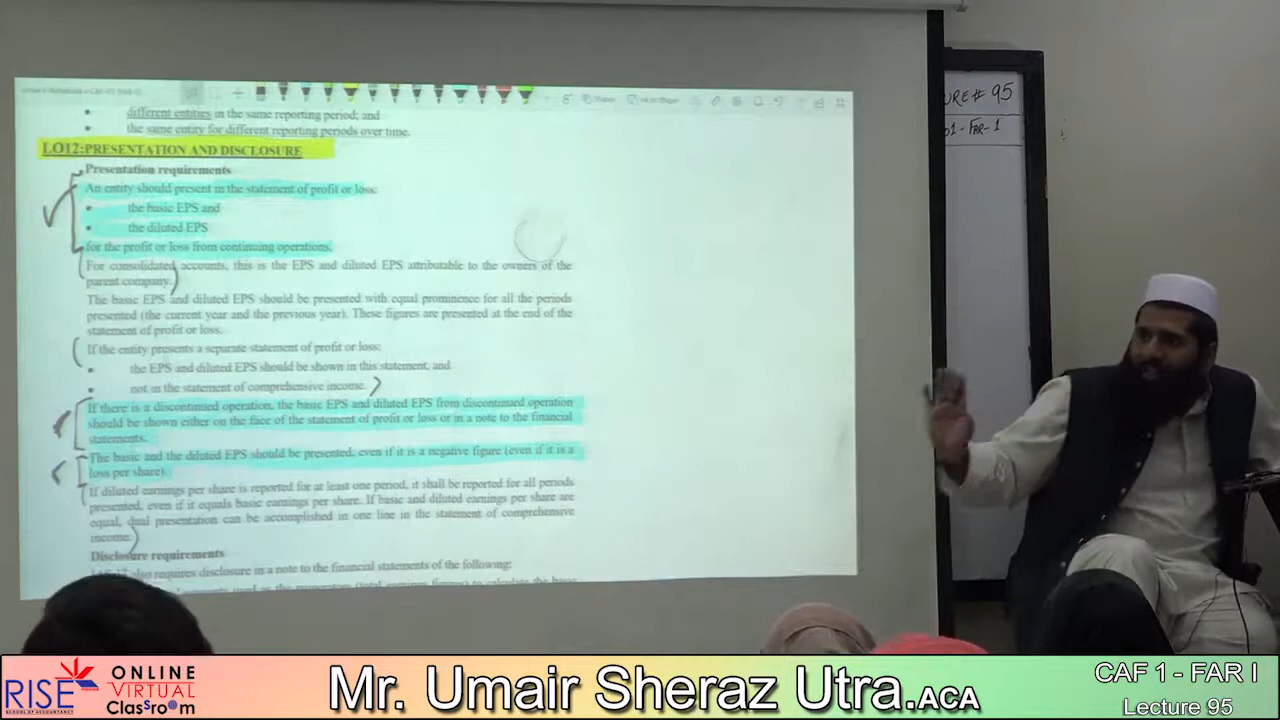 different entities in the same reporting period; and
the same entity for different reporting periods over time.
LO12:PRESENTATION AND DISCLOSURE
Presentation requirements
An entity should present in the statement of profit or loss:
the basic EPS and
the diluted EPS
for the profit or loss from continuing operations.
For consolidated accounts, this is the EPS and diluted EPS attributable to the owners of the
parent company.
The basic EPS and diluted EPS should be presented with equal prominence for all the periods
presented (the current year and the previous year). These figures are presented at the end of the
statement of profit or loss.
If the entity presents a separate statement of profit or loss:
the EPS and diluted EPS should be shown in this statement, and
not in the statement of comprehensive income.
If there is a discontinued operation, the basic EPS and diluted EPS from discontinued operation
should be shown either on the face of the statement of profit or loss or in a note to the financial
statements.
The basic and the diluted EPS should be presented, even if it is a negative figure (even if it is a
loss per share).
If diluted earnings per share is reported for at least one period, it shall be reported for all periods
presented, even if it equals basic earnings per share. If basic and diluted earnings per share are
equal, dual presentation can be accomplished in one line in the statement of comprehensive
income.
Disclosure requirements
also requires disclosure in a note to the financial statements of the following:
URE# 95
01 - FAR-1
RISE
ONLINE
VIRTUAL
Classroom
Mr. Umair Sheraz Utra.ACA
CAF 1 - FAR I
Lecture 95